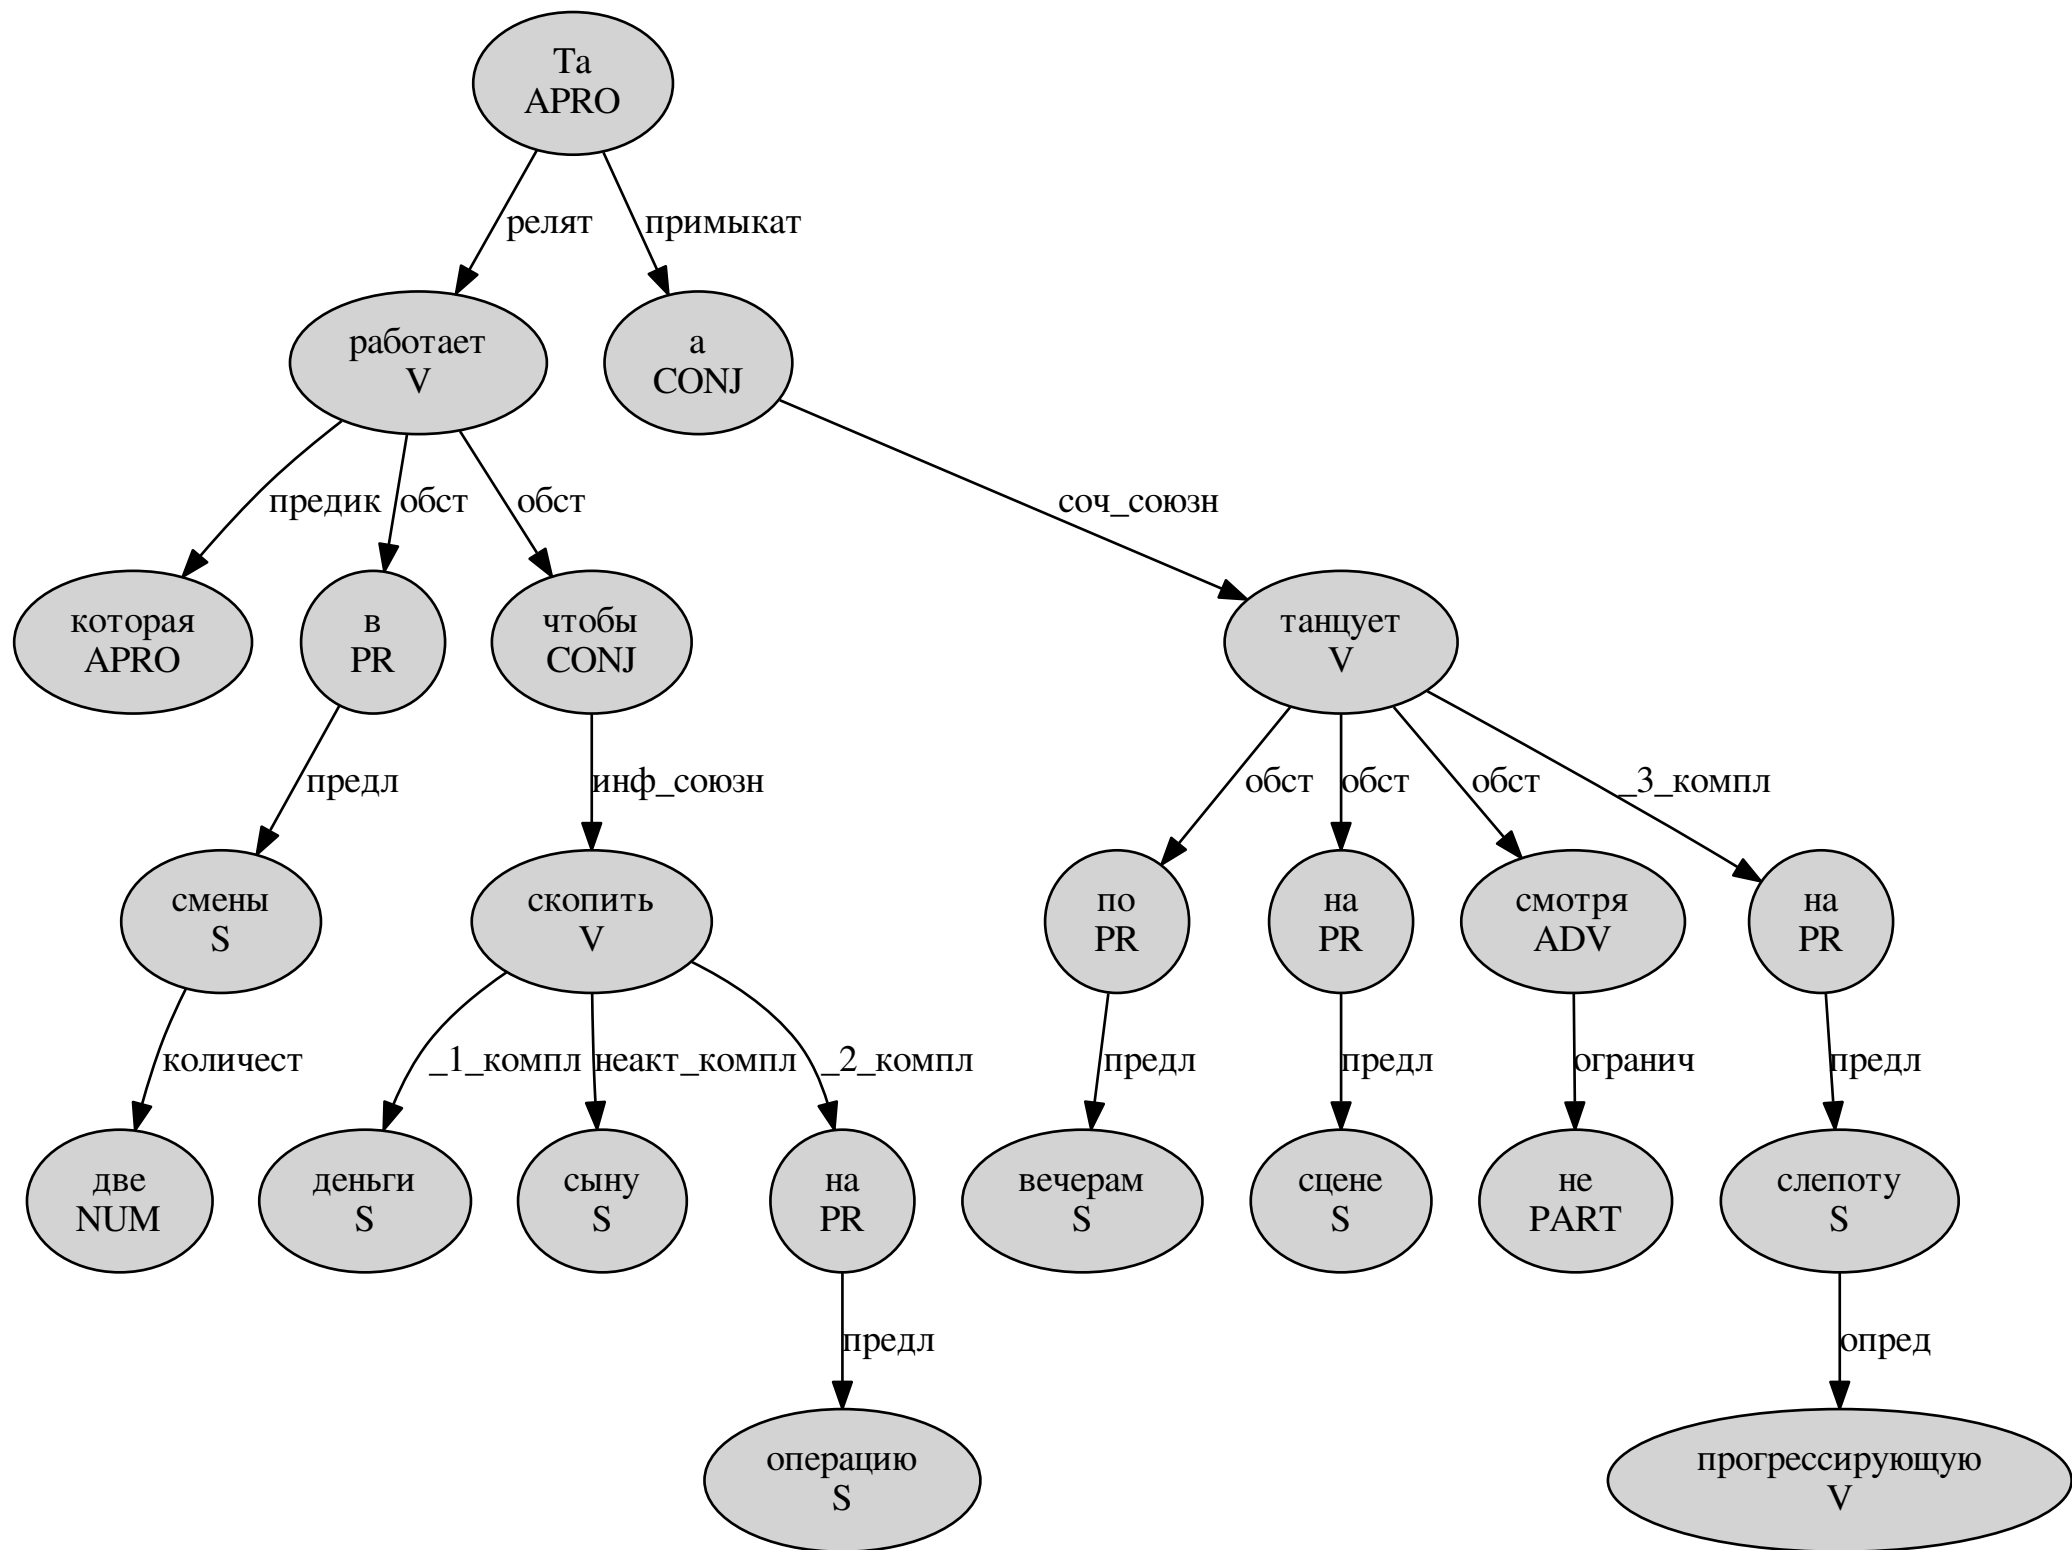 Та
APRO
релят
примыкат
работает
V
а
CONJ
предик
обст
обст
соч_союзн
которая
APRO
в
PR
чтобы
CONJ
танцует
V
предл
инф_союзн
обст
обст
обст
_3_компл
смены
S
скопить
V
по
PR
на
PR
смотря
ADV
на
PR
количест
_1_компл
неакт_компл
_2_компл
предл
предл
огранич
предл
две
NUM
деньги
S
сыну
S
на
PR
вечерам
S
сцене
S
не
PART
слепоту
S
предл
опред
операцию
S
прогрессирующую
V